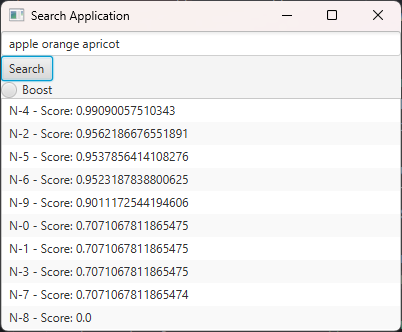 Search Application
apple orange apricot
Search
Boost
N-4 - Score: 0.99090057510343
N-2 - Score: 0.9562186676551891
N-5 - Score: 0.9537856414108276
N-6 - Score: 0.9523187838800625
N-9 - Score: 0.9011172544194606
N-0 - Score: 0.7071067811865475
N-1 - Score: 0.7071067811865475
N-3 - Score: 0.7071067811865475
N-7 - Score: 0.7071067811865474
N-8 - Score: 0.0